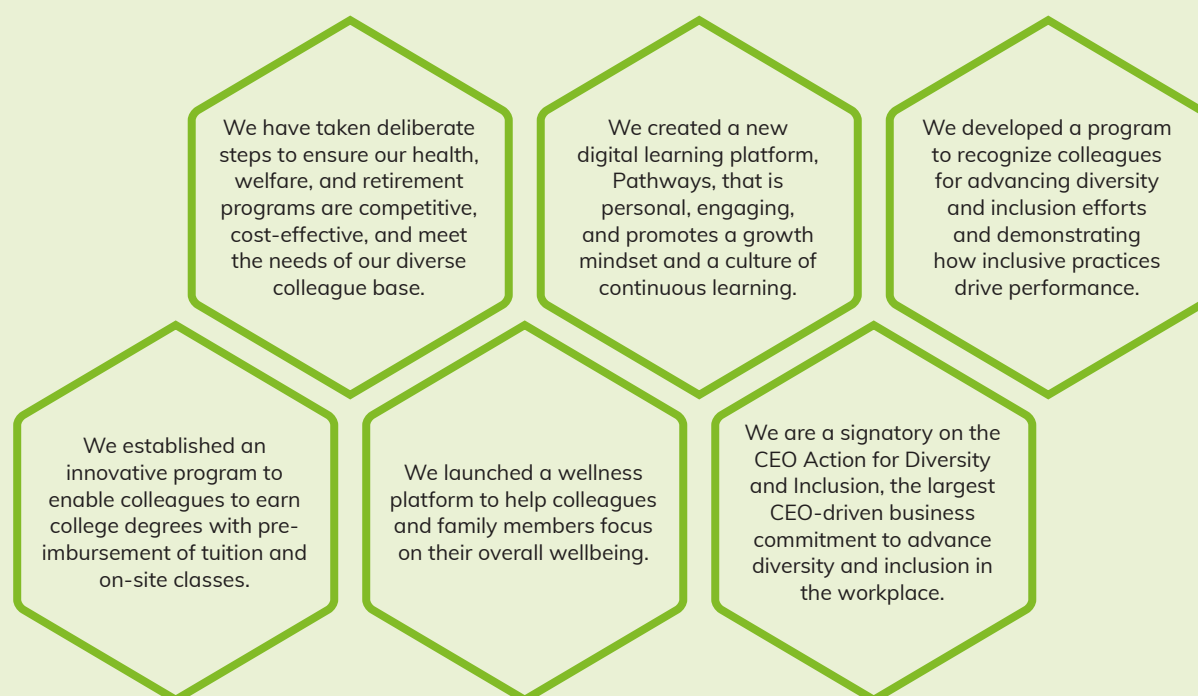 We have taken deliberate
steps to ensure our health,
welfare, and retirement
programs are competitive,
cost-effective, and meet
the needs of our diverse
colleague base.
We created a new
digital learning platform,
Pathways, that is
personal, engaging,
and promotes a growth
mindset and a culture of
continuous learning.
We developed a program
to recognize colleagues
for advancing diversity
and inclusion efforts
and demonstrating
how inclusive practices
drive performance.
We established an
innovative program to
enable colleagues to earn
college degrees with pre-
imbursement of tuition and
on-site classes.
We launched a wellness
platform to help colleagues
and family members focus
on their overall wellbeing.
We are a signatory on the
CEO Action for Diversity
and Inclusion, the largest
CEO-driven business
commitment to advance
diversity and inclusion in
the workplace.